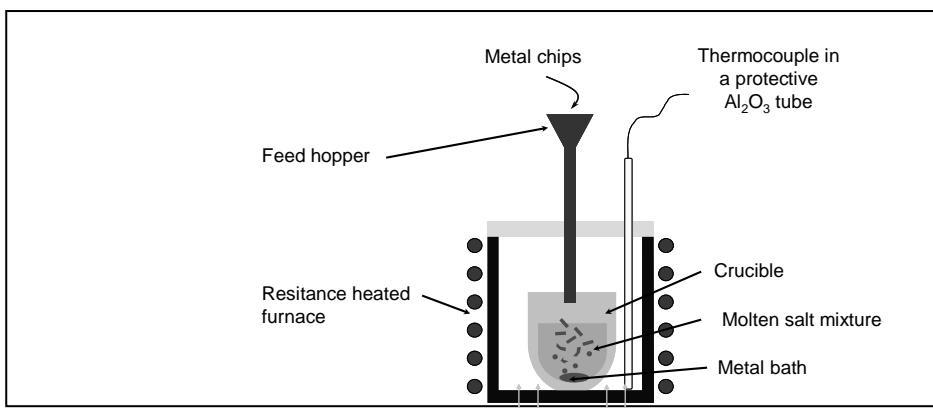 Metal chips
Thermocouple in
a protective
Al₂O₃ tube
Feed hopper
Crucible
Resitance heated
furnace
Molten salt mixture
Metal bath